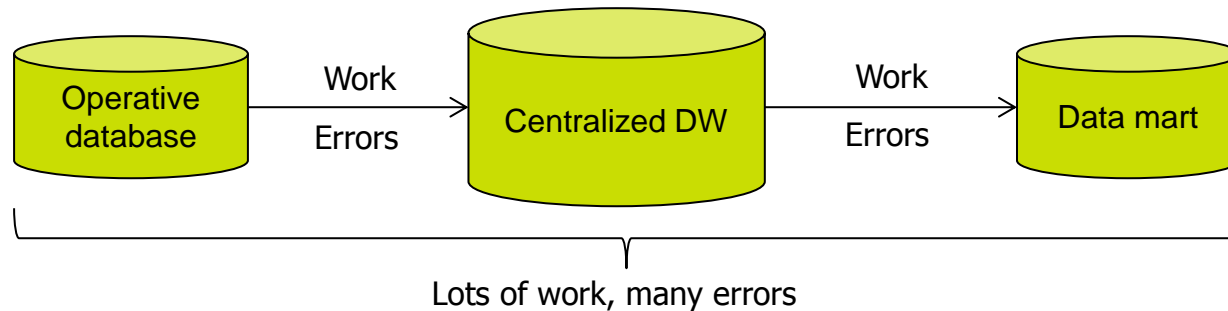 Operative
database
Work
Errors
Centralized DW
Work
Errors
Data mart
Lots of work, many errors